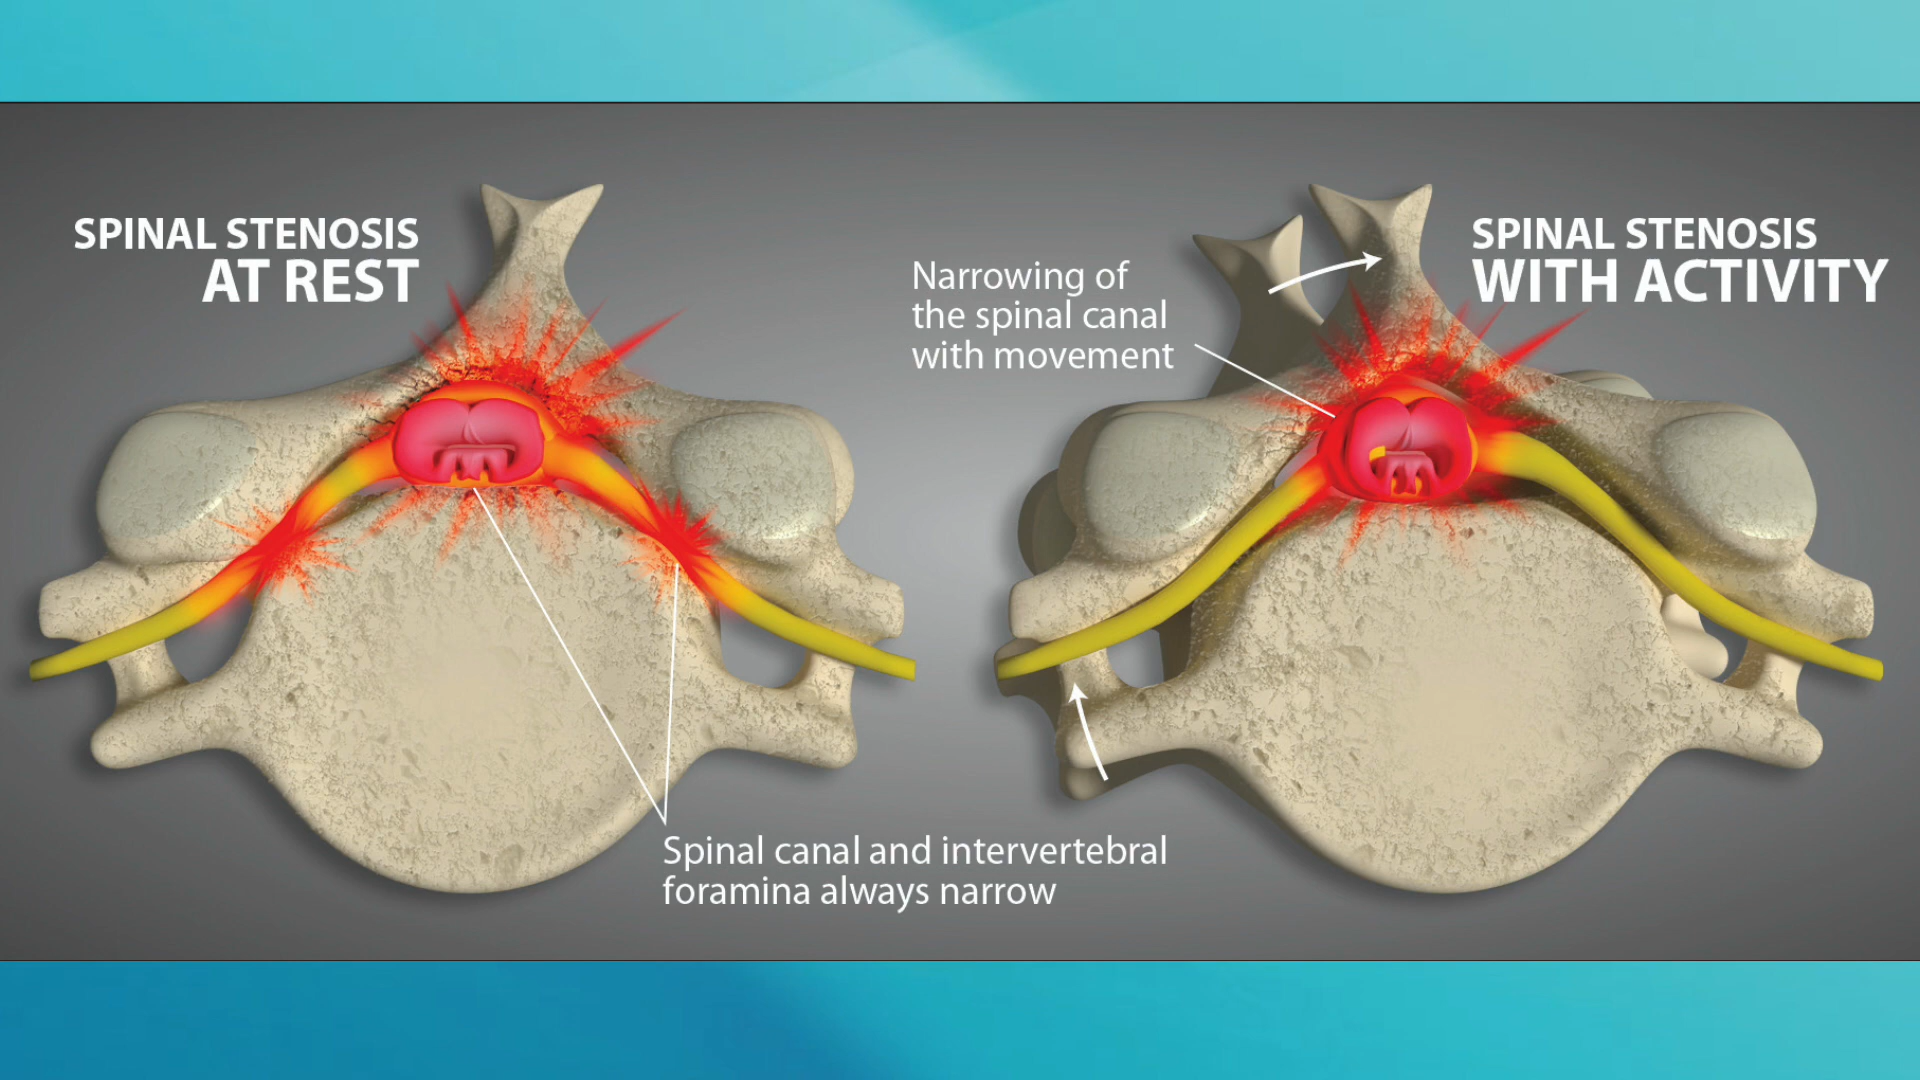 SPINAL STENOSIS
AT REST
Narrowing of
the spinal canal
with movement
SPINAL STENOSIS
WITH ACTIVITY
Spinal canal and intervertebral
foramina always narrow